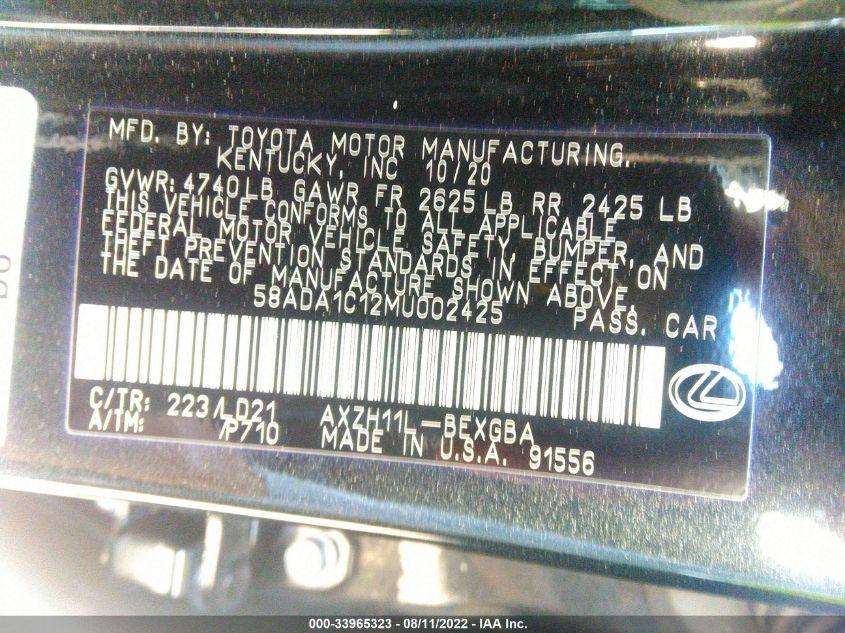 MFD. BY: TOYOTA MOTOR MANUFACTURING,
KENTUCKY, INC 10/20
GVWR: 4740LB GAWR FR 2625LB RR 2425 LB
THIS VEHICLE CONFORMS TO ALL APPLICABLE
FEDERAL MOTOR VEHICLE SAFETY, BUMPER, AND
THEFT PREVENTION STANDARDS IN EFFECT ON
THE DATE OF MANUFACTURE SHOWN ABOVE.
58ADA1C12MU002425 PASS. CAR
C/TR: 223/LD21 AXZH11L-BEXGBA
A/TM: /P710 MADE IN U.S.A. 91556
000-33965323 - 08/11/2022 - IAA Inc.